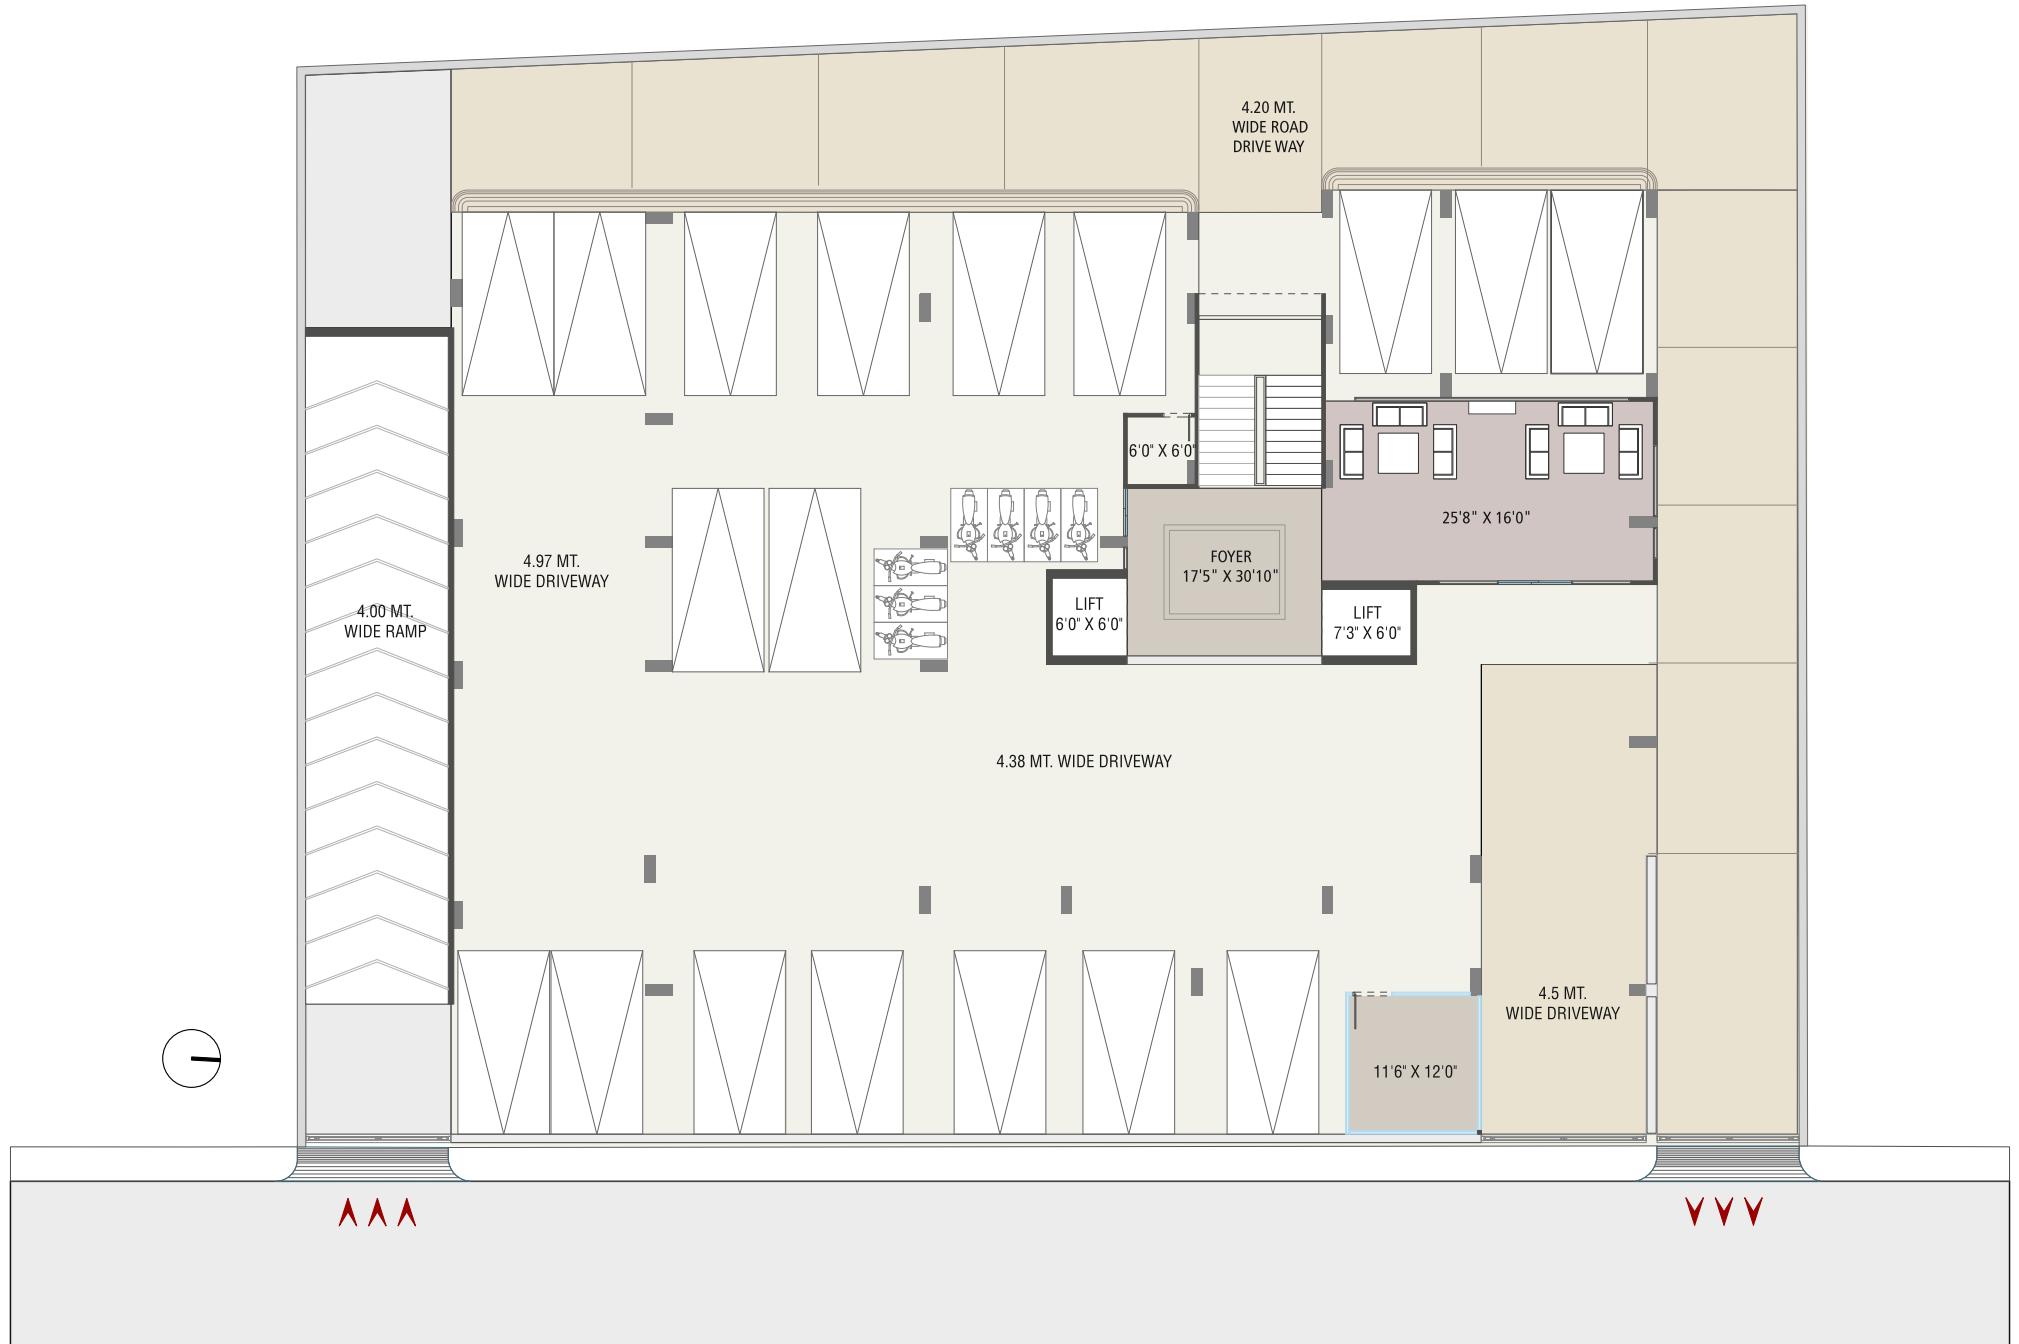 4.20 MT.
WIDE ROAD
DRIVE WAY
6'0" X 6'0"
25'8" X 16'0"
4.97 MT.
WIDE DRIVEWAY
FOYER
17'5" X 30'10"
4.00 MT.
WIDE RAMP
LIFT
6'0" X 6'0"
LIFT
7'3" X 6'0"
4.38 MT. WIDE DRIVEWAY
4.5 MT.
WIDE DRIVEWAY
11'6" X 12'0"